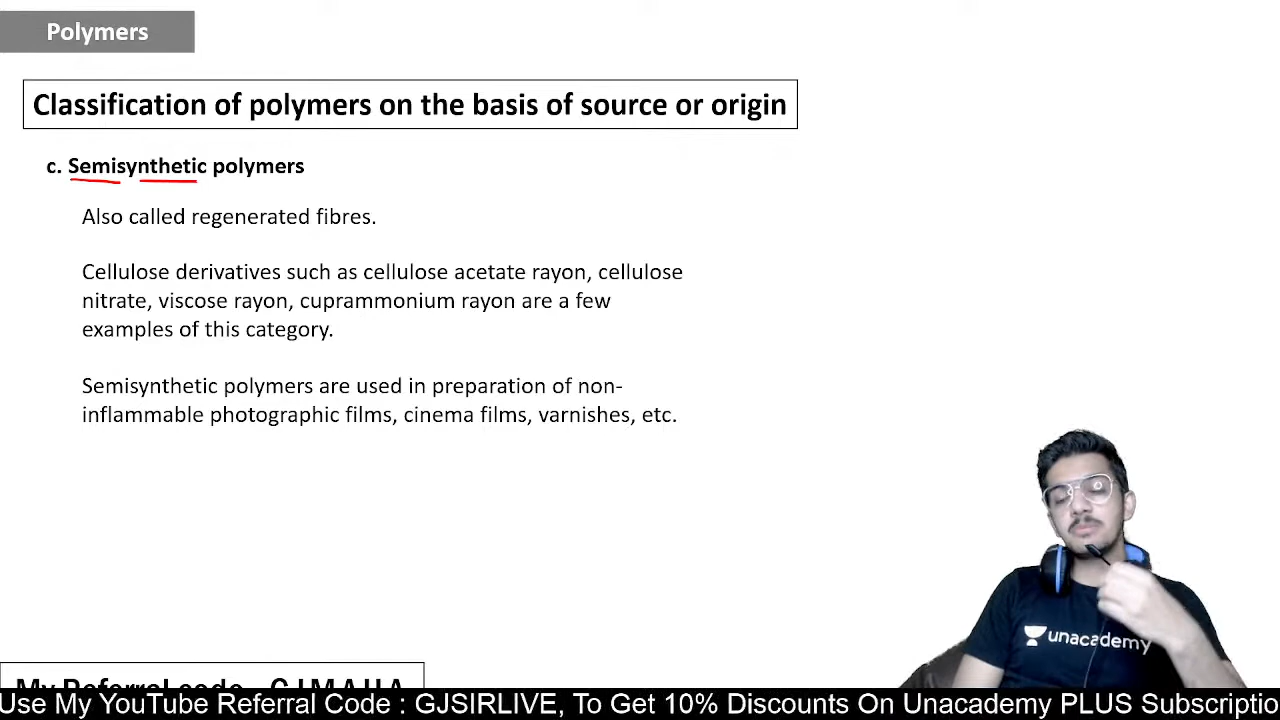 Polymers
Classification of polymers on the basis of source or origin
c. Semisynthetic polymers
Also called regenerated fibres.
Cellulose derivatives such as cellulose acetate rayon, cellulose
nitrate, viscose rayon, cuprammonium rayon are a few
examples of this category.
Semisynthetic polymers are used in preparation of non-
inflammable photographic films, cinema films, varnishes, etc.
unacademy
My Referral code
Use My YouTube Referral Code : GJSIRLIVE, To Get 10% Discounts On Unacademy PLUS Subscriptio